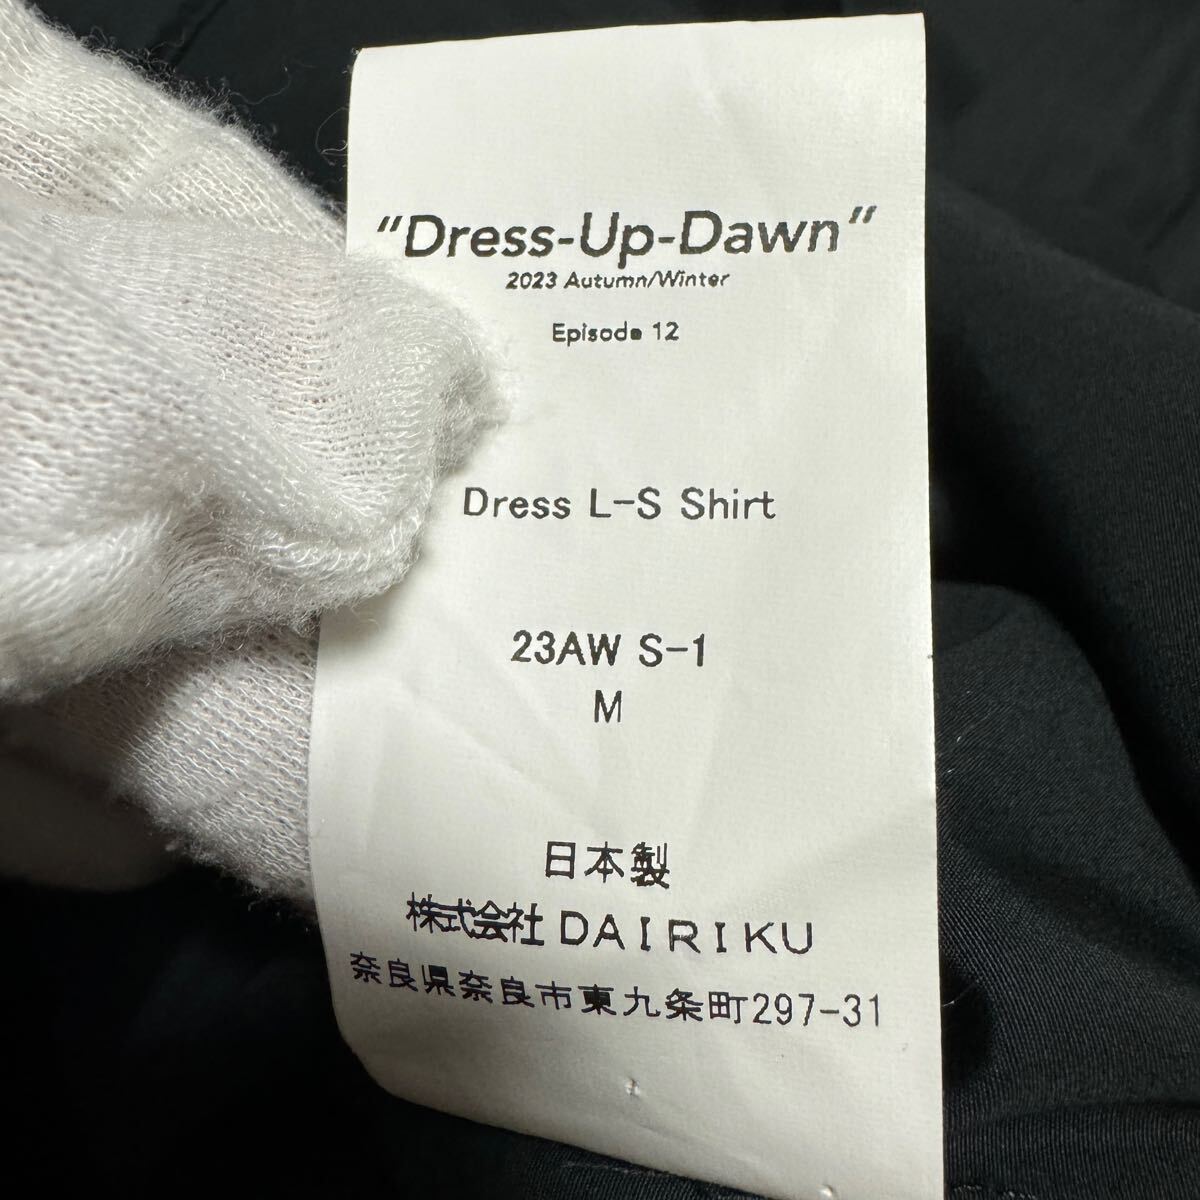 "Dress-Up-Dawn"
2023 Autumn/Winter
Episode 12
Dress L-S Shirt
23AW S-1
M
日本製
株式会社 DAIRIKU
奈良県奈良市東九条町297-31